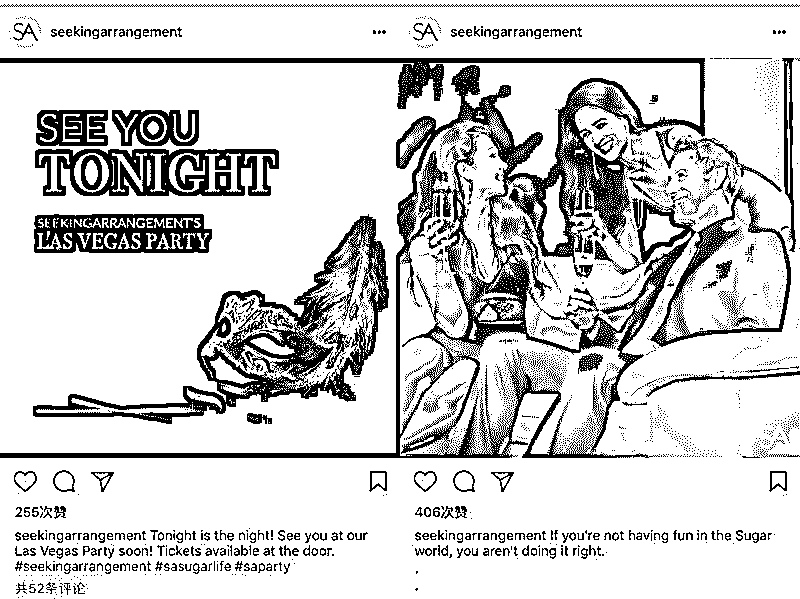 SA seekingarrangement
SEE YOU
TONIGHT
SEEKINGARRANGEMENT'S
LAS VEGAS PARTY
255次赞
seekingarrangement Tonight is the night! See you at our
Las Vegas Party soon! Tickets available at the door.
#seekingarrangement #sasugarlife #saparty
共52条评论
SA seekingarrangement
SA
406次赞
seekingarrangement If you're not having fun in the Sugar
world, you aren't doing it right.
.
.